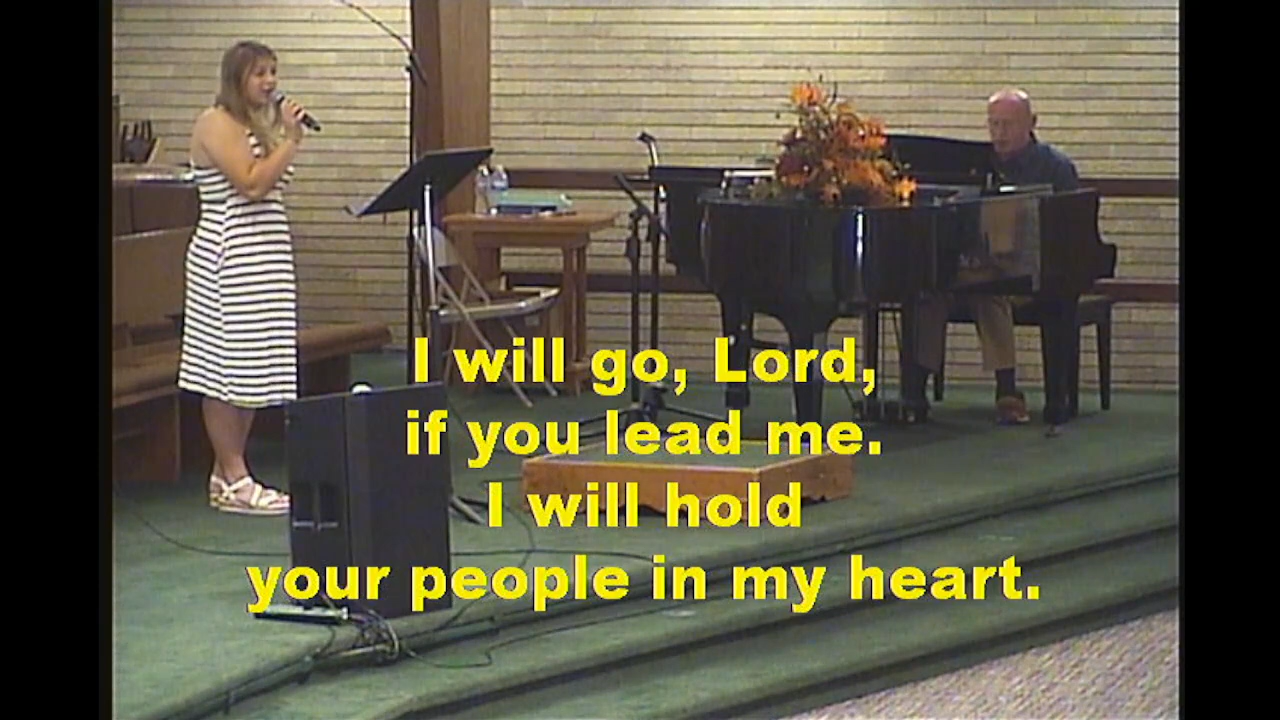 I will go, Lord,
if you lead me.
I will hold
your people in my heart.